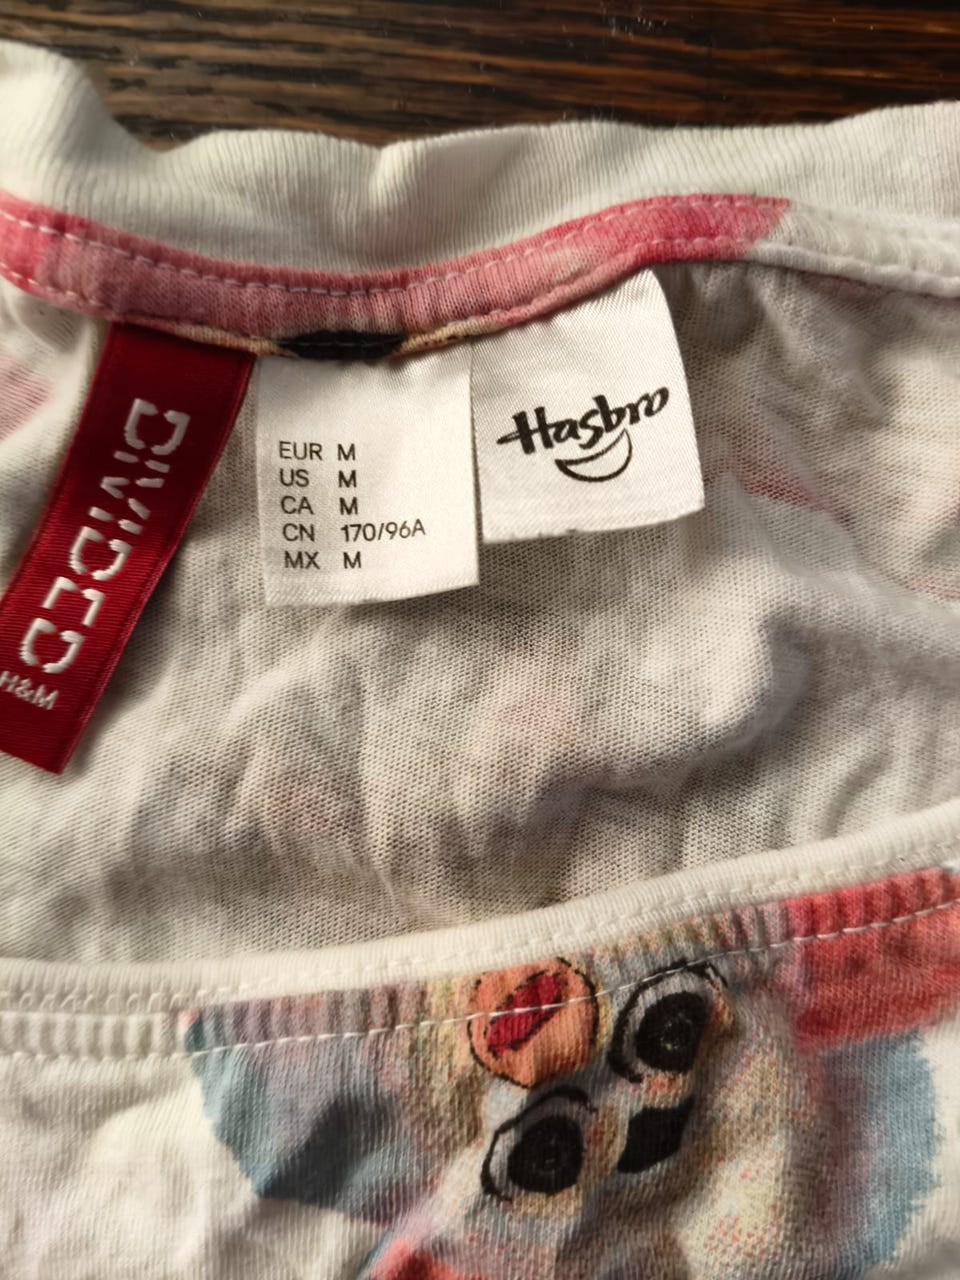 DIVIDED
H&M
EUR M
US M
CA M
CN 170/96A
MX M
Hasbro